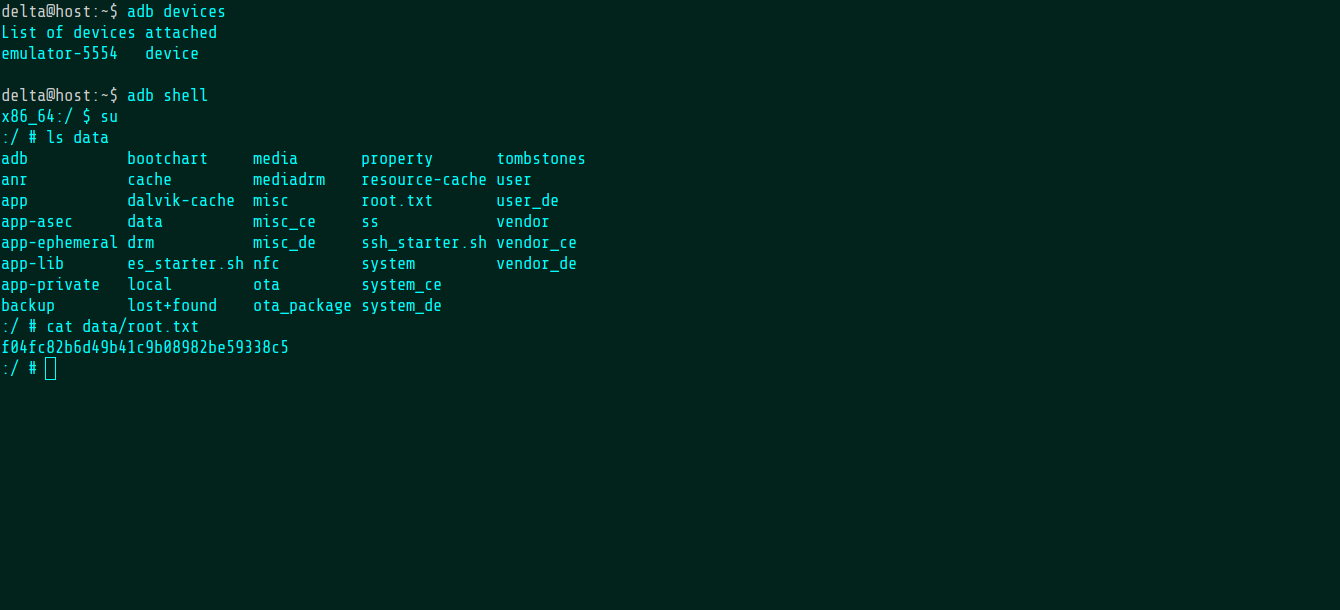 delta@host:~$ adb devices
List of devices attached
emulator-5554   device
delta@host:~$ adb shell
x86_64:/ $ su
:/ # ls data
adb           bootchart     media       property       tombstones
anr           cache         mediadrm    resource-cache user
app           dalvik-cache  misc        root.txt       user_de
app-asec      data          misc_ce     ss             vendor
app-ephemeral drm           misc_de     ssh_starter.sh vendor_ce
app-lib       es_starter.sh nfc         system         vendor_de
app-private   local         ota         system_ce
backup        lost+found    ota_package system_de
:/ # cat data/root.txt
f04fc82b6d49b41c9b08982be59338c5
:/ #